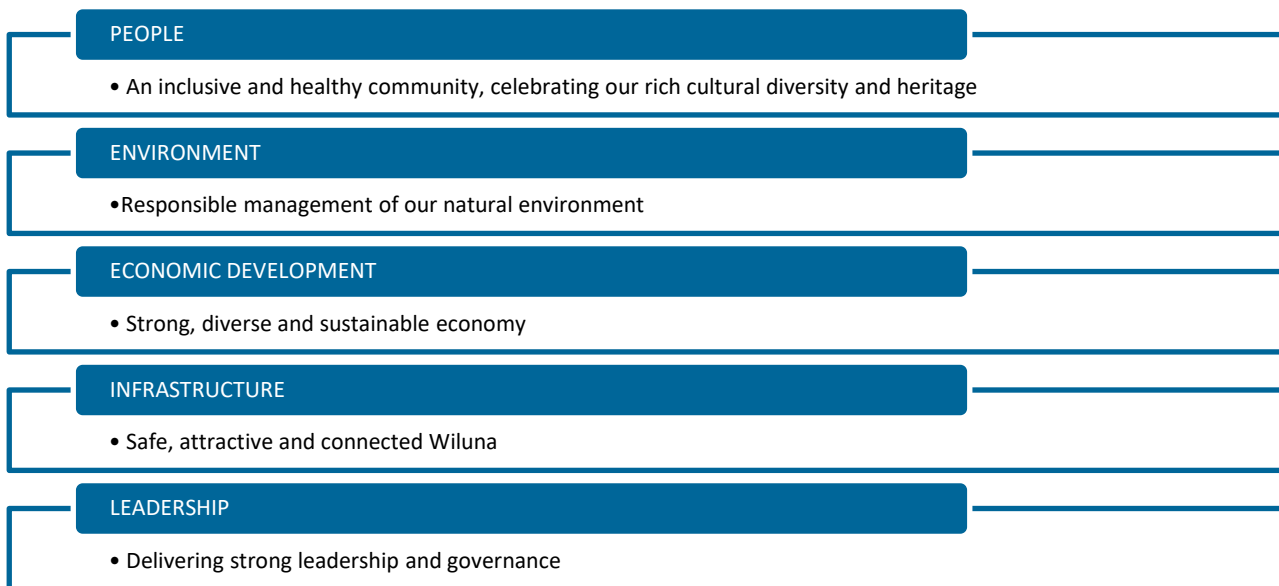 PEOPLE
• An inclusive and healthy community, celebrating our rich cultural diversity and heritage
ENVIRONMENT
•Responsible management of our natural environment
ECONOMIC DEVELOPMENT
• Strong, diverse and sustainable economy
INFRASTRUCTURE
• Safe, attractive and connected Wiluna
LEADERSHIP
• Delivering strong leadership and governance